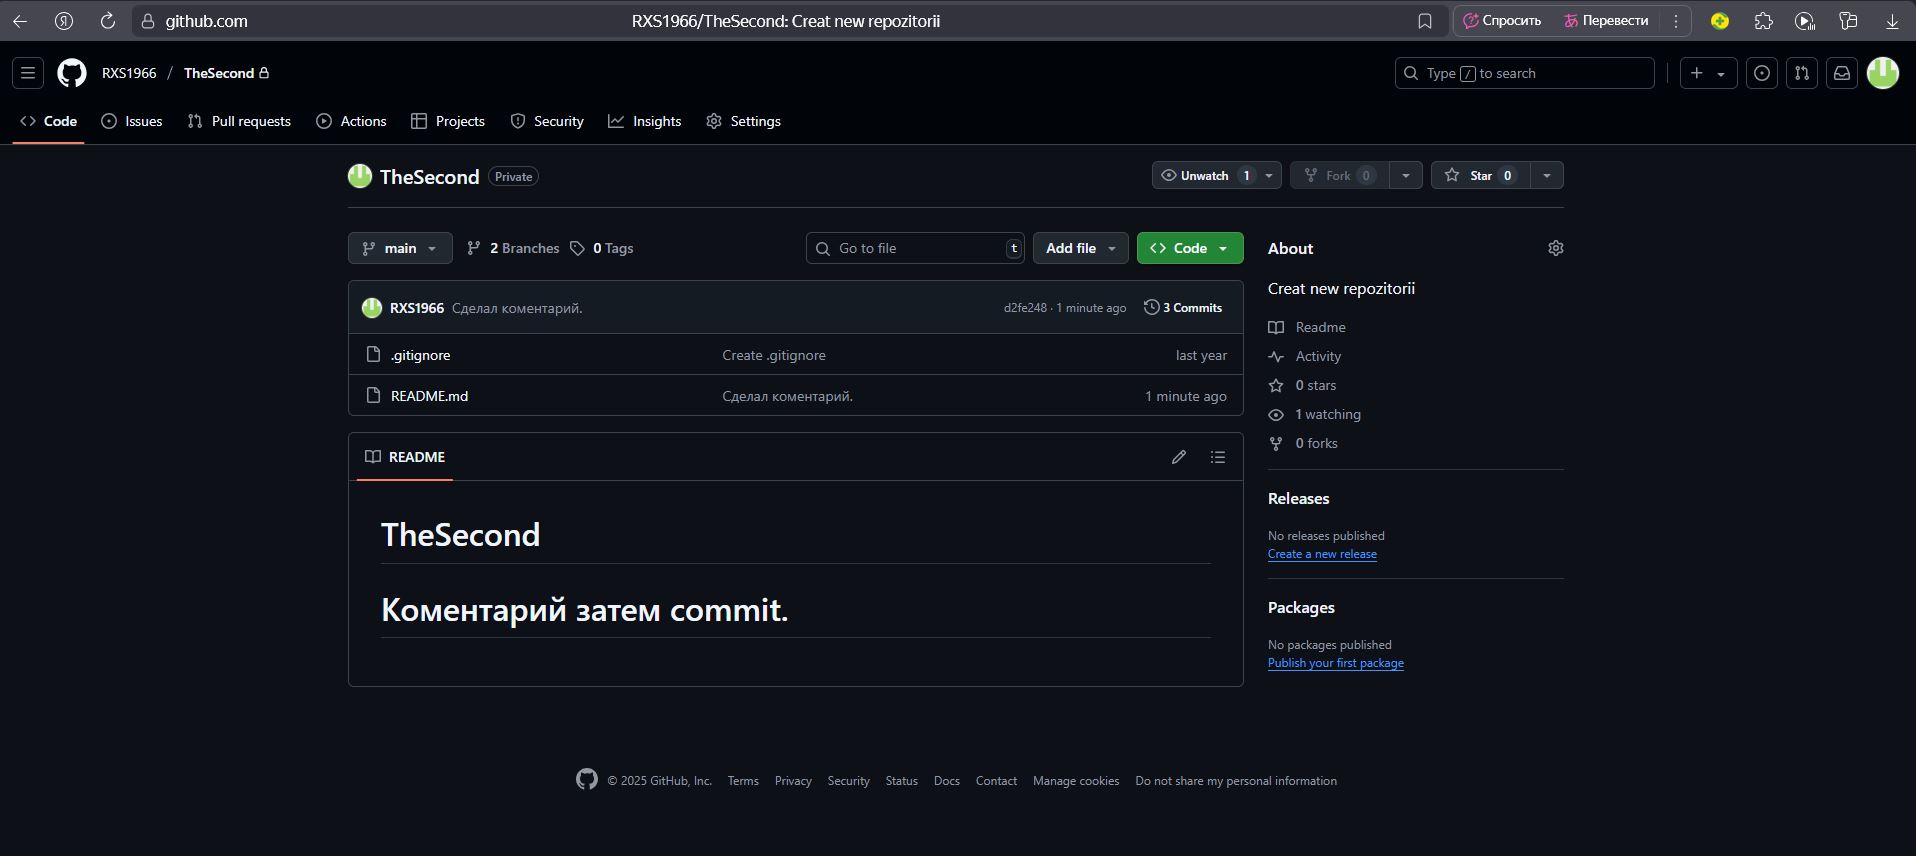 github.com RXS1966/TheSecond: Creat new repozitorii Спросить Перевести
RXS1966 / TheSecond Type / to search
Code Issues Pull requests Actions Projects Security Insights Settings
TheSecond Private Unwatch 1 Fork 0 Star 0
main 2 Branches 0 Tags Go to file t Add file Code
RXS1966 Сделал коментарий. d2fe248 · 1 minute ago 3 Commits
.gitignore Create .gitignore last year
README.md Сделал коментарий. 1 minute ago
README
TheSecond
Коментарий затем commit.
About
Creat new repozitorii
Readme
Activity
0 stars
1 watching
0 forks
Releases
No releases published
Create a new release
Packages
No packages published
Publish your first package
© 2025 GitHub, Inc. Terms Privacy Security Status Docs Contact Manage cookies Do not share my personal information